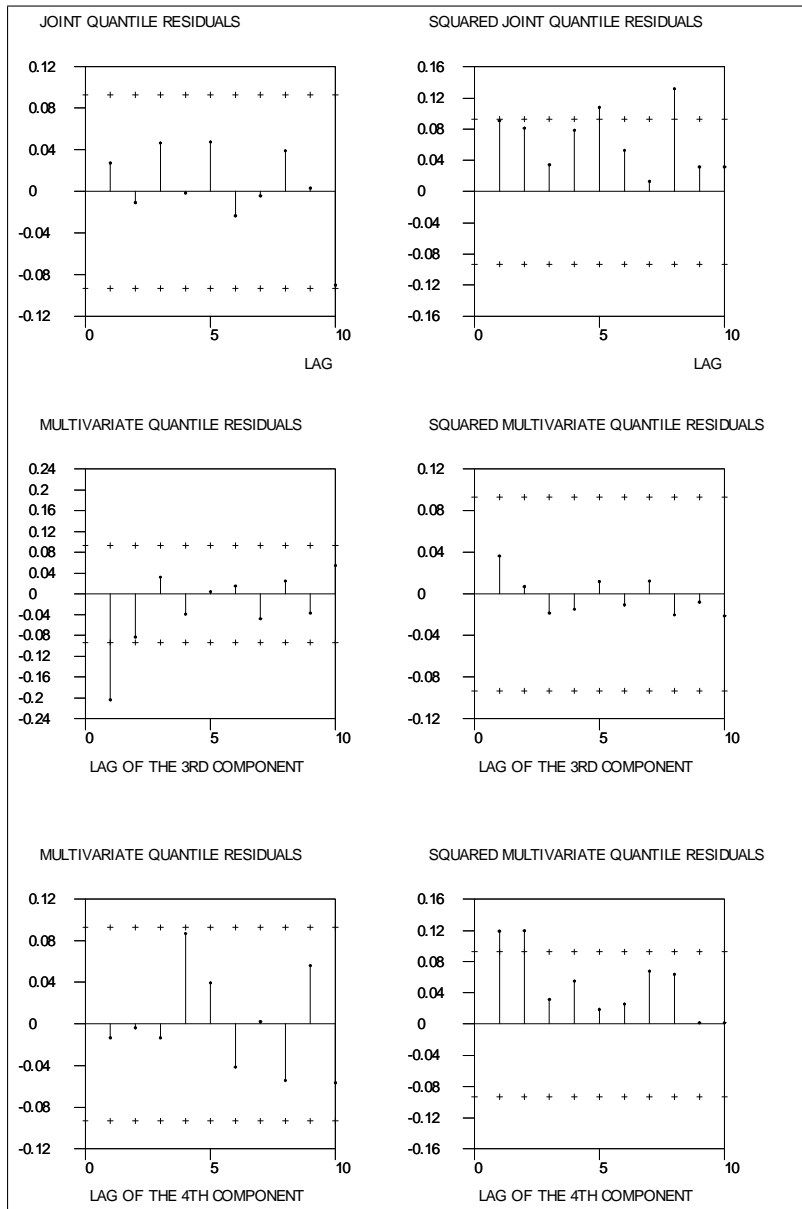 JOINT QUANTILE RESIDUALS
0.12
0.08
0.04
0
-0.04
-0.08
-0.12
0 5 10
LAG
SQUARED JOINT QUANTILE RESIDUALS
0.16
0.12
0.08
0.04
0
-0.04
-0.08
-0.12
-0.16
0 5 10
LAG
MULTIVARIATE QUANTILE RESIDUALS
0.24
0.2
0.16
0.12
0.08
0.04
0
-0.04
-0.08
-0.12
-0.16
-0.2
-0.24
0 5 10
LAG OF THE 3RD COMPONENT
SQUARED MULTIVARIATE QUANTILE RESIDUALS
0.12
0.08
0.04
0
-0.04
-0.08
-0.12
0 5 10
LAG OF THE 3RD COMPONENT
MULTIVARIATE QUANTILE RESIDUALS
0.12
0.08
0.04
0
-0.04
-0.08
-0.12
0 5 10
LAG OF THE 4TH COMPONENT
SQUARED MULTIVARIATE QUANTILE RESIDUALS
0.16
0.12
0.08
0.04
0
-0.04
-0.08
-0.12
-0.16
0 5 10
LAG OF THE 4TH COMPONENT